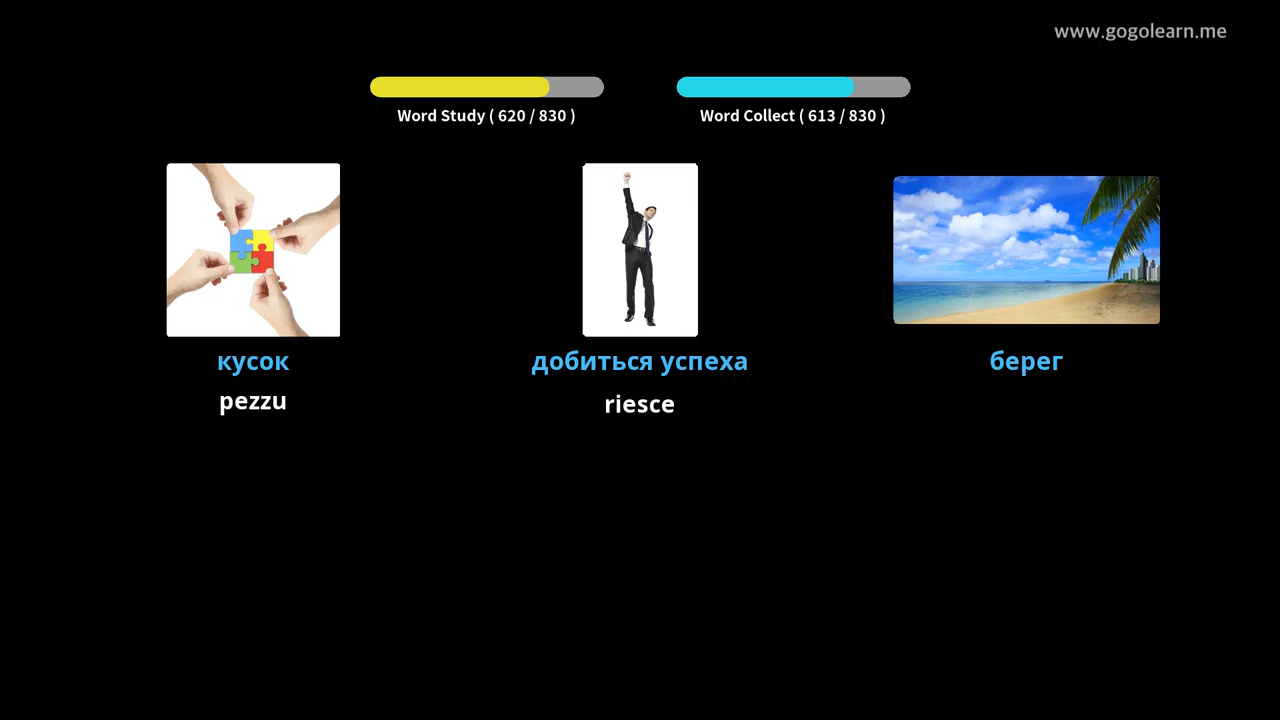 www.gogolearn.me
Word Study ( 620 / 830 )
Word Collect ( 613 / 830 )
кусок
добиться успеха
берег
pezzu
riesce